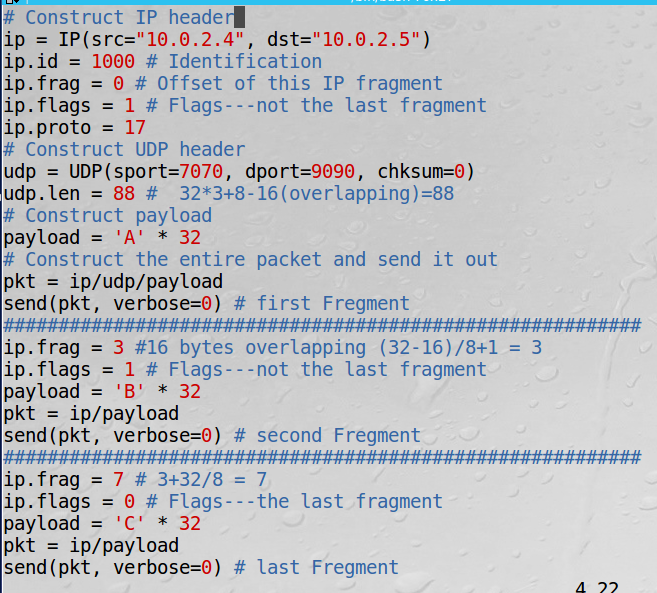 # Construct IP header
ip = IP(src="10.0.2.4", dst="10.0.2.5")
ip.id = 1000 # Identification
ip.frag = 0 # Offset of this IP fragment
ip.flags = 1 # Flags---not the last fragment
ip.proto = 17
# Construct UDP header
udp = UDP(sport=7070, dport=9090, chksum=0)
udp.len = 88 #  32*3+8-16(overlapping)=88
# Construct payload
payload = 'A' * 32
# Construct the entire packet and send it out
pkt = ip/udp/payload
send(pkt, verbose=0) # first Fregment
##########################################################
ip.frag = 3 #16 bytes overlapping (32-16)/8+1 = 3
ip.flags = 1 # Flags---not the last fragment
payload = 'B' * 32
pkt = ip/payload
send(pkt, verbose=0) # second Fregment
##########################################################
ip.frag = 7 # 3+32/8 = 7
ip.flags = 0 # Flags---the last fragment
payload = 'C' * 32
pkt = ip/payload
send(pkt, verbose=0) # last Fregment
4,22